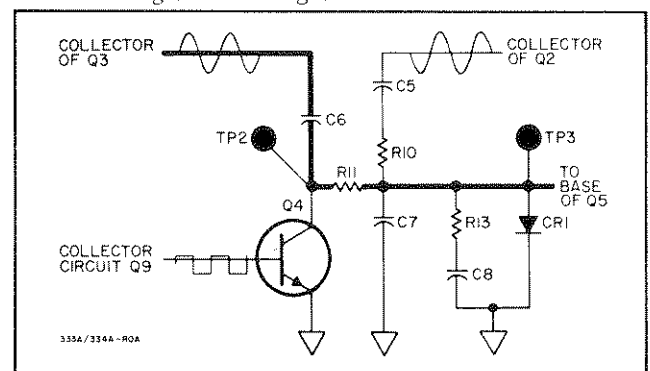 COLLECTOR
OF Q3
COLLECTOR
OF Q2
C5
C6
TP2
R10
TP3
R11
TO
BASE
OF Q5
Q4
C7
R13
CR1
COLLECTOR
CIRCUIT Q9
C8
333A/334A-ROA